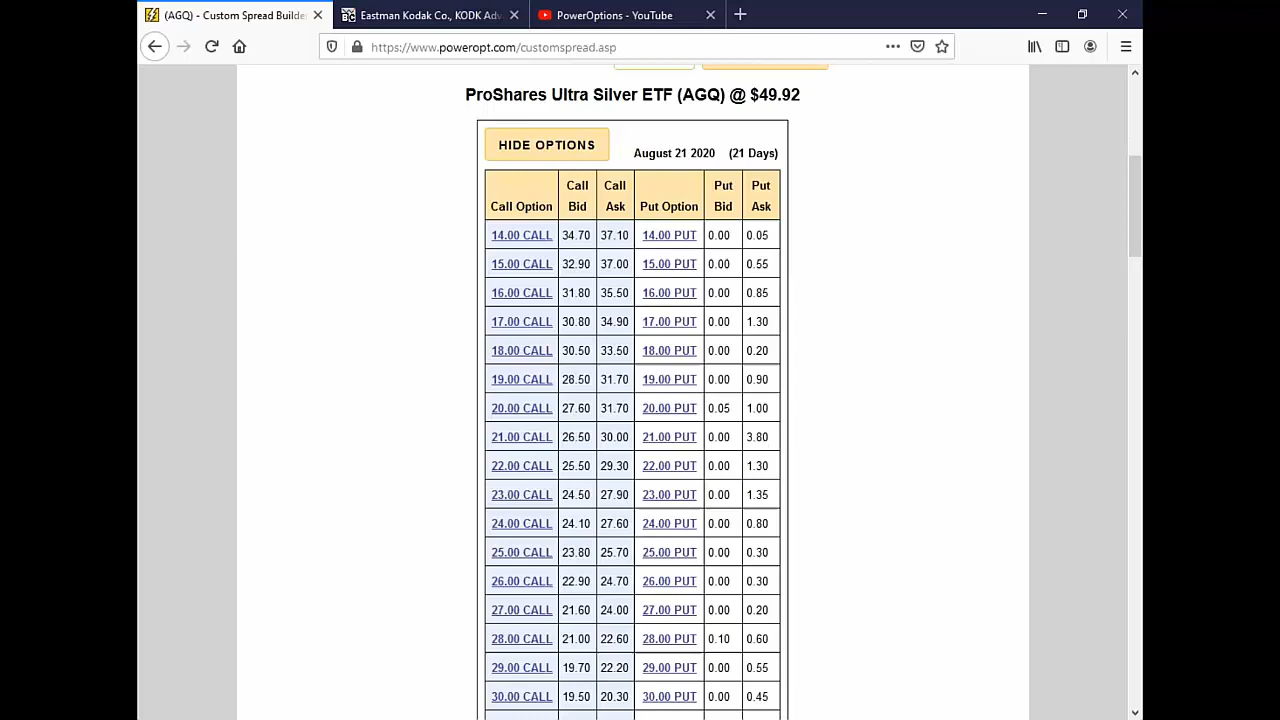 (AGQ) - Custom Spread Builde
Eastman Kodak Co., KODK Adv
PowerOptions - YouTube
https://www.poweropt.com/customspread.asp
ProShares Ultra Silver ETF (AGQ) @ $49.92
HIDE OPTIONS
August 21 2020 (21 Days)
Call Option Call Bid Call Ask Put Option Put Bid Put Ask
14.00 CALL 34.70 37.10 14.00 PUT 0.00 0.05
15.00 CALL 32.90 37.00 15.00 PUT 0.00 0.55
16.00 CALL 31.80 35.50 16.00 PUT 0.00 0.85
17.00 CALL 30.80 34.90 17.00 PUT 0.00 1.30
18.00 CALL 30.50 33.50 18.00 PUT 0.00 0.20
19.00 CALL 28.50 31.70 19.00 PUT 0.00 0.90
20.00 CALL 27.60 31.70 20.00 PUT 0.05 1.00
21.00 CALL 26.50 30.00 21.00 PUT 0.00 3.80
22.00 CALL 25.50 29.30 22.00 PUT 0.00 1.30
23.00 CALL 24.50 27.90 23.00 PUT 0.00 1.35
24.00 CALL 24.10 27.60 24.00 PUT 0.00 0.80
25.00 CALL 23.80 25.70 25.00 PUT 0.00 0.30
26.00 CALL 22.90 24.70 26.00 PUT 0.00 0.30
27.00 CALL 21.60 24.00 27.00 PUT 0.00 0.20
28.00 CALL 21.00 22.60 28.00 PUT 0.10 0.60
29.00 CALL 19.70 22.20 29.00 PUT 0.00 0.55
30.00 CALL 19.50 20.30 30.00 PUT 0.00 0.45